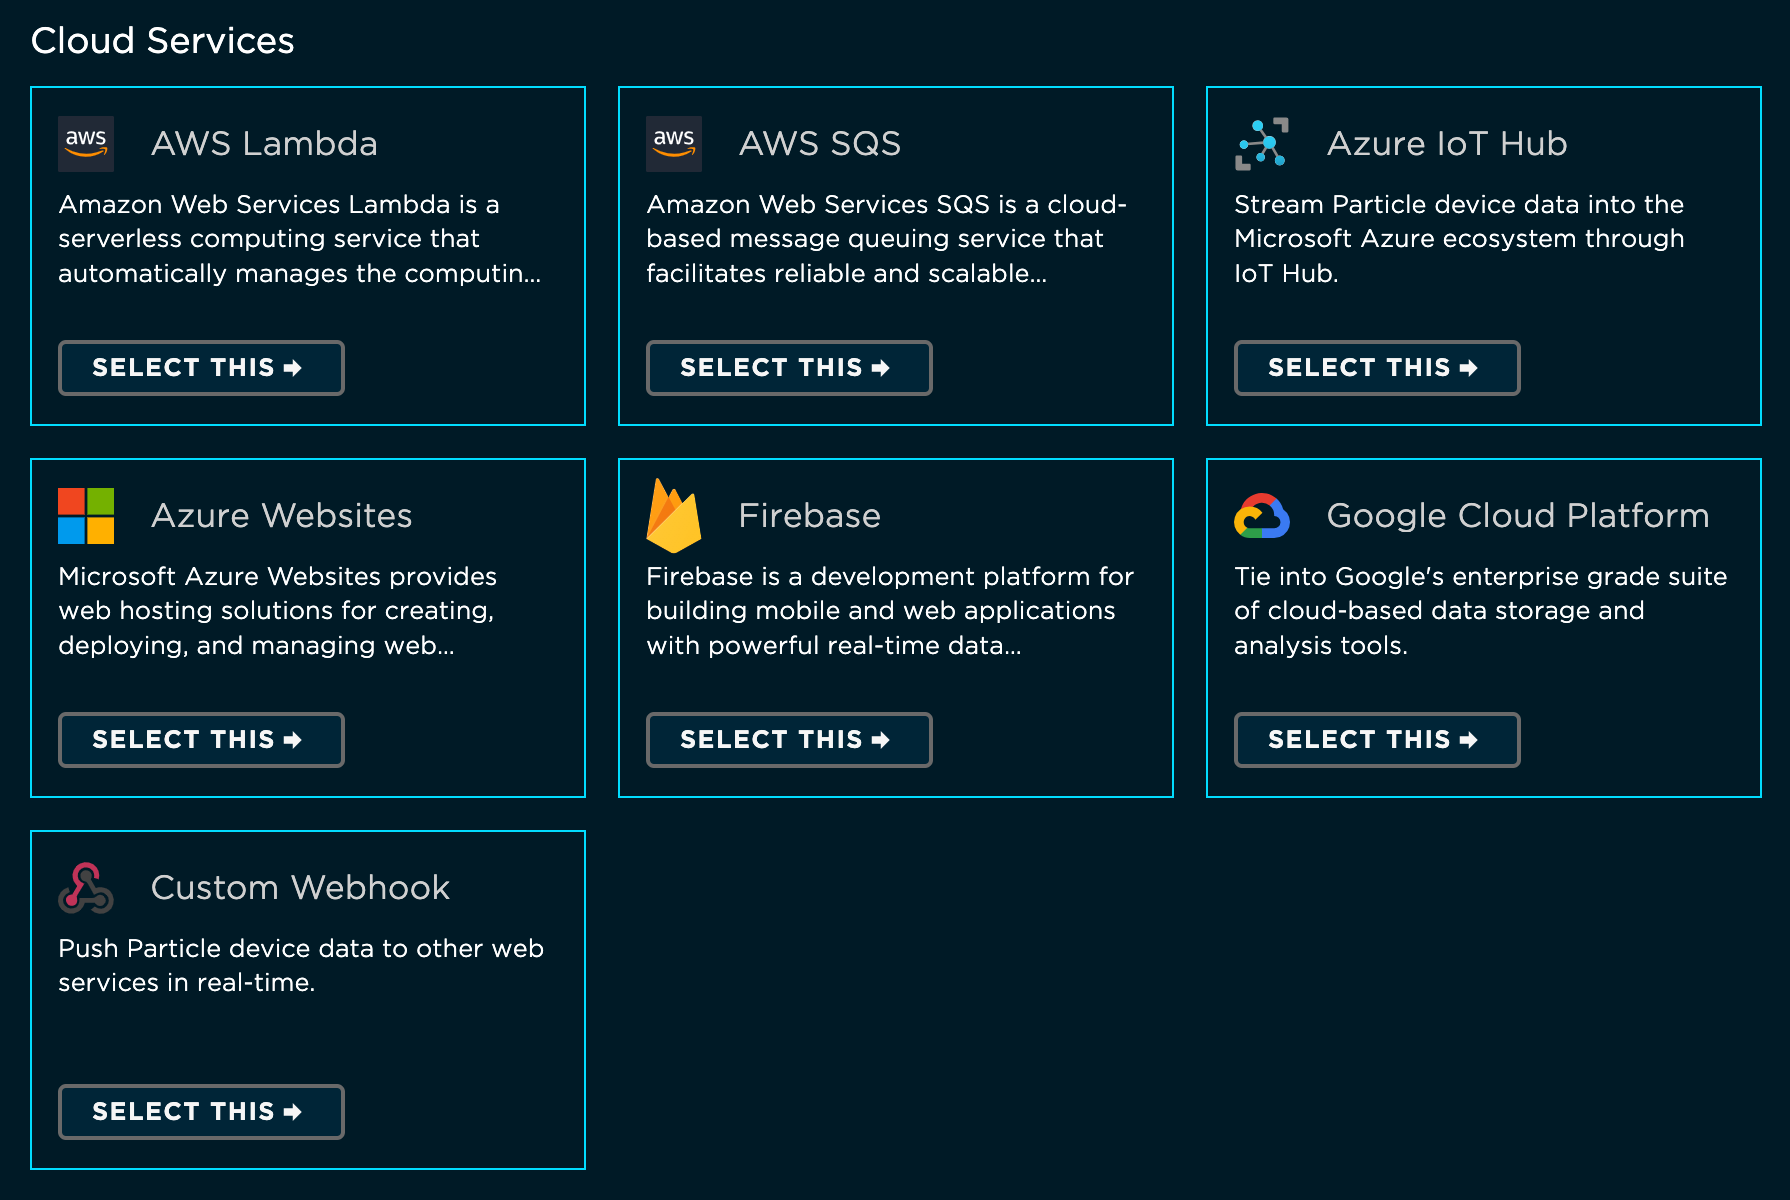 Cloud Services
aws
AWS Lambda
Amazon Web Services Lambda is a
serverless computing service that
automatically manages the computin...
SELECT THIS
aws
AWS SQS
Amazon Web Services SQS is a cloud-
based message queuing service that
facilitates reliable and scalable...
SELECT THIS
Azure IoT Hub
Stream Particle device data into the
Microsoft Azure ecosystem through
IoT Hub.
SELECT THIS
Azure Websites
Microsoft Azure Websites provides
web hosting solutions for creating,
deploying, and managing web...
SELECT THIS
Firebase
Firebase is a development platform for
building mobile and web applications
with powerful real-time data...
SELECT THIS
Google Cloud Platform
Tie into Google's enterprise grade suite
of cloud-based data storage and
analysis tools.
SELECT THIS
Custom Webhook
Push Particle device data to other web
services in real-time.
SELECT THIS